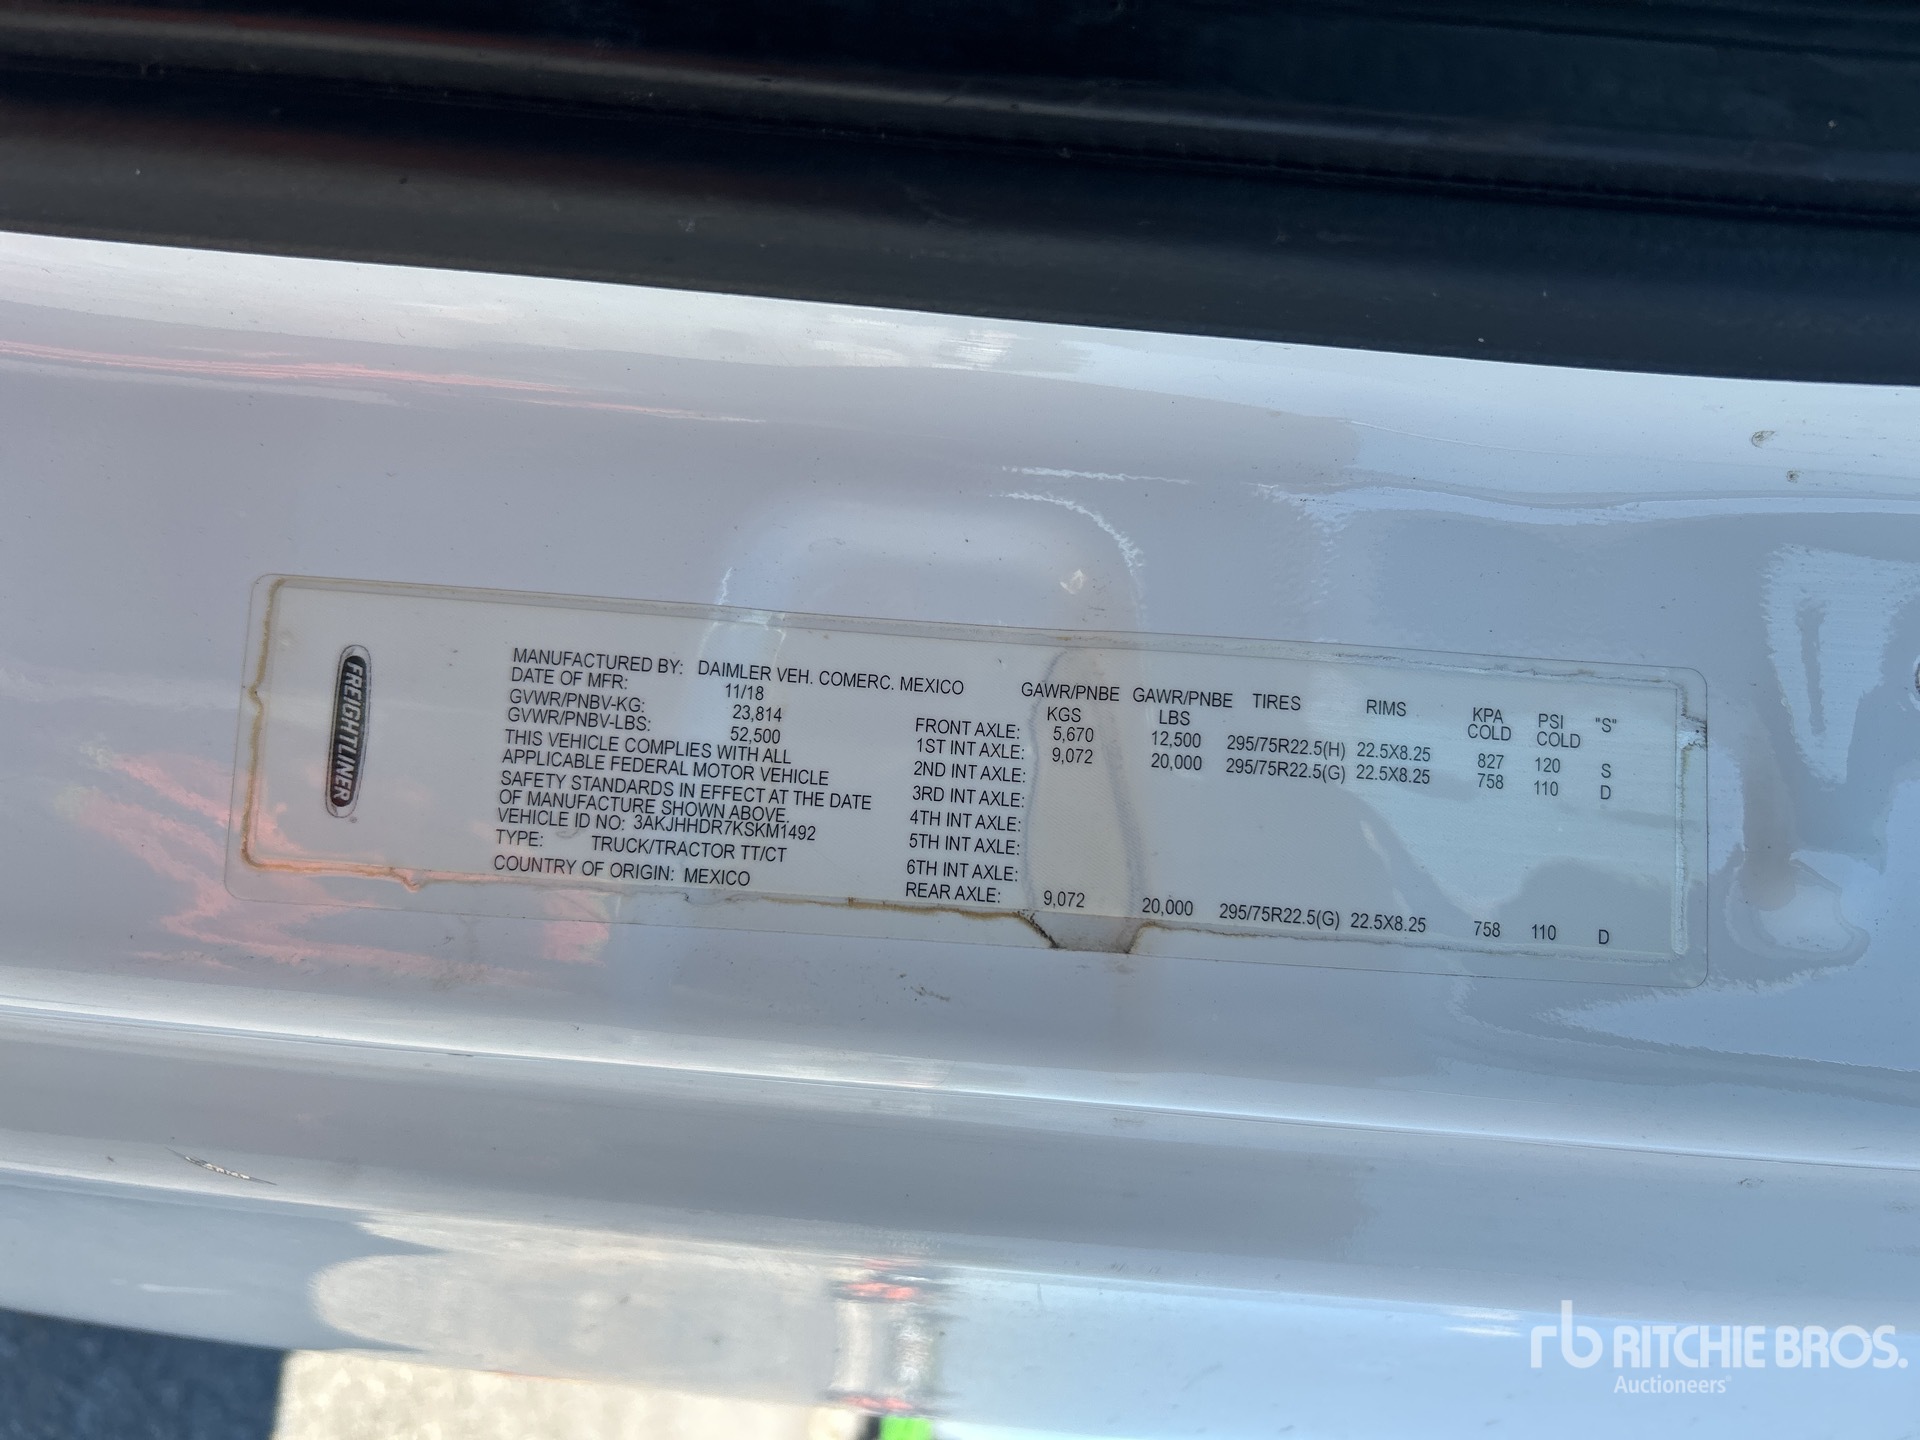 FREIGHTLINER
MANUFACTURED BY: DAIMLER VEH. COMERC. MEXICO
DATE OF MFR: 11/18
GVWR/PNBV-KG: 23,814
GVWR/PNBV-LBS: 52,500
THIS VEHICLE COMPLIES WITH ALL
APPLICABLE FEDERAL MOTOR VEHICLE
SAFETY STANDARDS IN EFFECT AT THE DATE
OF MANUFACTURE SHOWN ABOVE.
VEHICLE ID NO: 3AKJHHDR7KSKM1492
TYPE: TRUCK/TRACTOR TT/CT
COUNTRY OF ORIGIN: MEXICO
GAWR/PNBE GAWR/PNBE TIRES RIMS KPA PSI "S"
KGS LBS COLD COLD
FRONT AXLE: 5,670 12,500 295/75R22.5(H) 22.5X8.25 827 120 S
1ST INT AXLE: 9,072 20,000 295/75R22.5(G) 22.5X8.25 758 110 D
2ND INT AXLE:
3RD INT AXLE:
4TH INT AXLE:
5TH INT AXLE:
6TH INT AXLE:
REAR AXLE: 9,072 20,000 295/75R22.5(G) 22.5X8.25 758 110 D
rb RITCHIE BROS.
Auctioneers